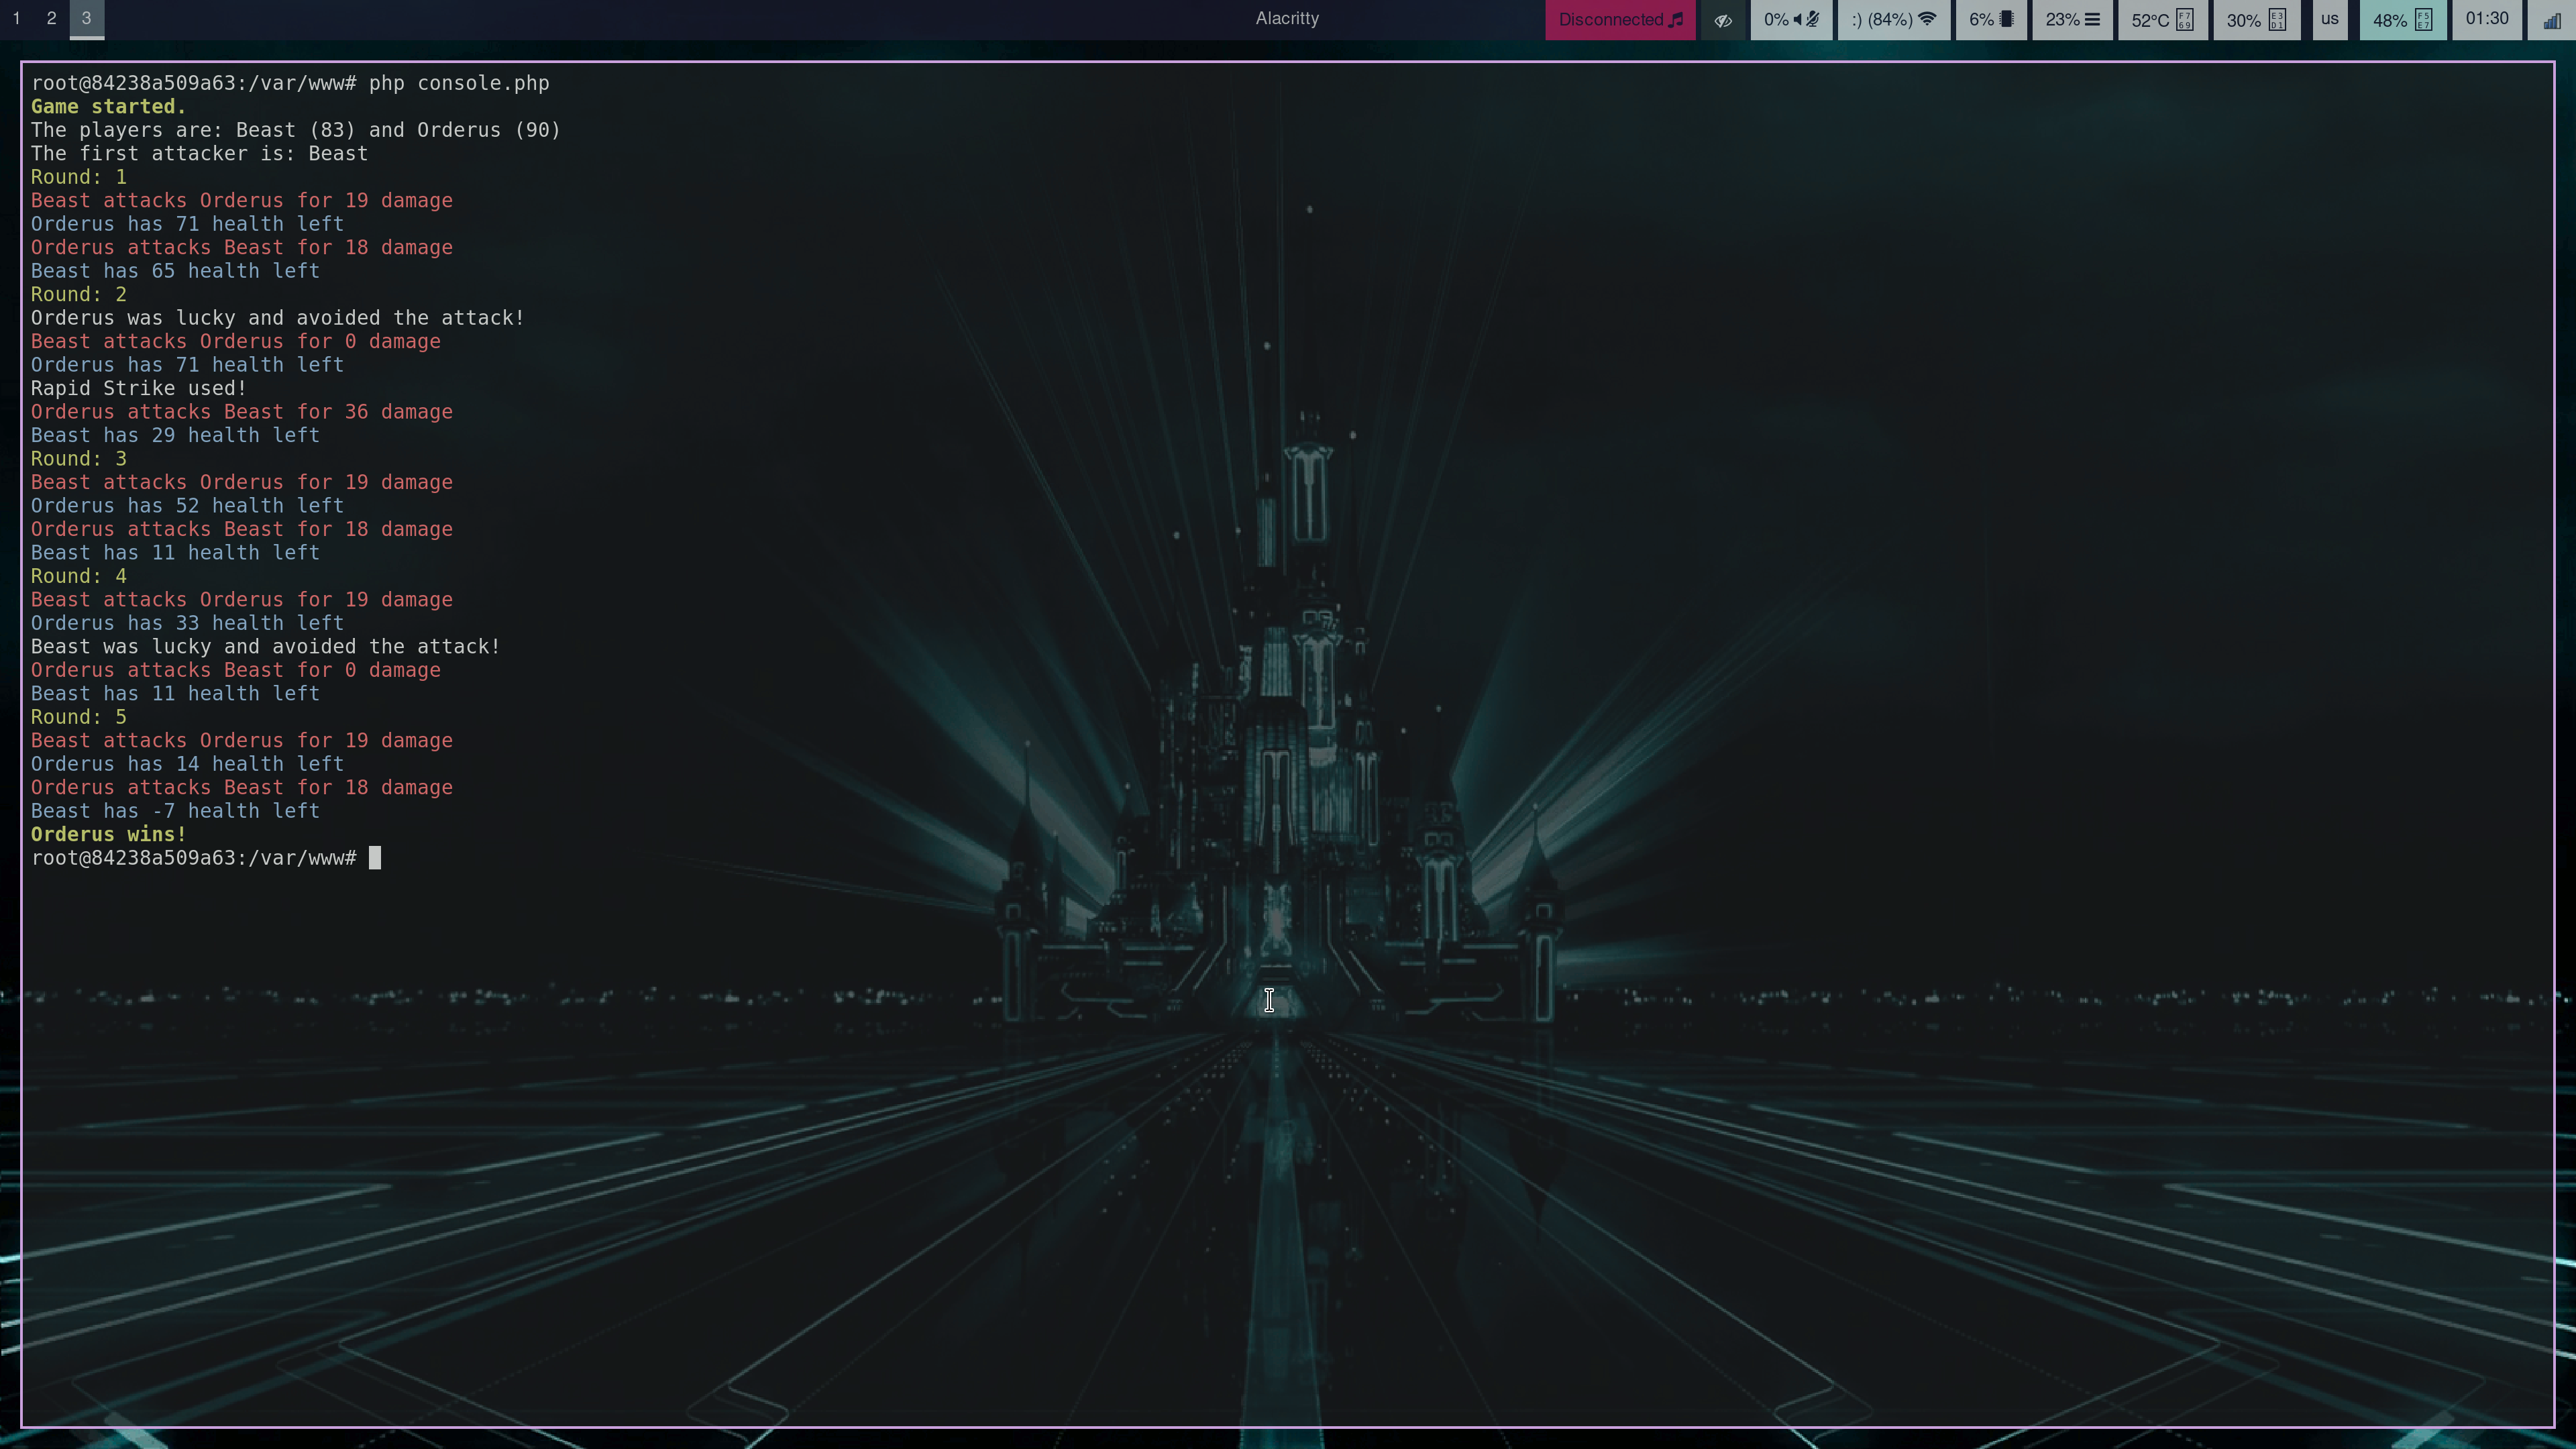 1 2 3 Alacritty Disconnected 0% :) (84%) 6% 23% 52°C F769 30% E3D1 us 48% F5E7 01:30
root@84238a509a63:/var/www# php console.php
Game started.
The players are: Beast (83) and Orderus (90)
The first attacker is: Beast
Round: 1
Beast attacks Orderus for 19 damage
Orderus has 71 health left
Orderus attacks Beast for 18 damage
Beast has 65 health left
Round: 2
Orderus was lucky and avoided the attack!
Beast attacks Orderus for 0 damage
Orderus has 71 health left
Rapid Strike used!
Orderus attacks Beast for 36 damage
Beast has 29 health left
Round: 3
Beast attacks Orderus for 19 damage
Orderus has 52 health left
Orderus attacks Beast for 18 damage
Beast has 11 health left
Round: 4
Beast attacks Orderus for 19 damage
Orderus has 33 health left
Beast was lucky and avoided the attack!
Orderus attacks Beast for 0 damage
Beast has 11 health left
Round: 5
Beast attacks Orderus for 19 damage
Orderus has 14 health left
Orderus attacks Beast for 18 damage
Beast has -7 health left
Orderus wins!
root@84238a509a63:/var/www#